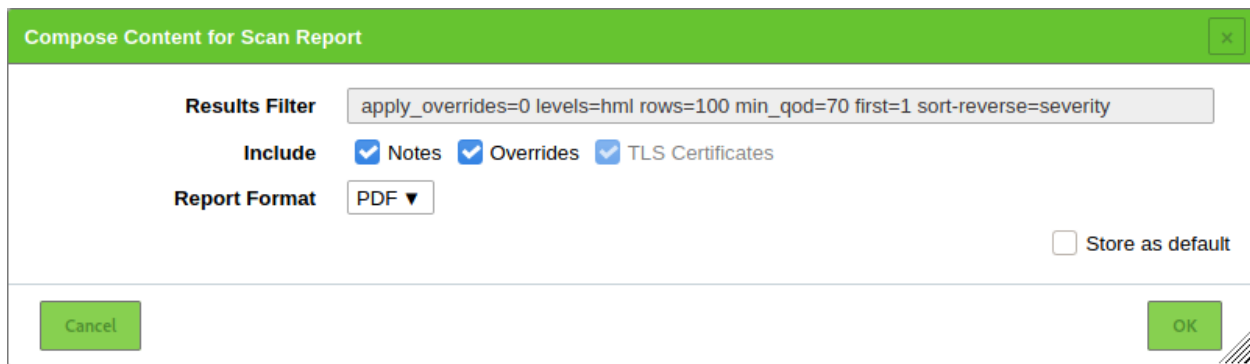 Compose Content for Scan Report ×
Results Filter apply_overrides=0 levels=hml rows=100 min_qod=70 first=1 sort-reverse=severity
Include Notes Overrides TLS Certificates
Report Format PDF ▼
Store as default
Cancel OK